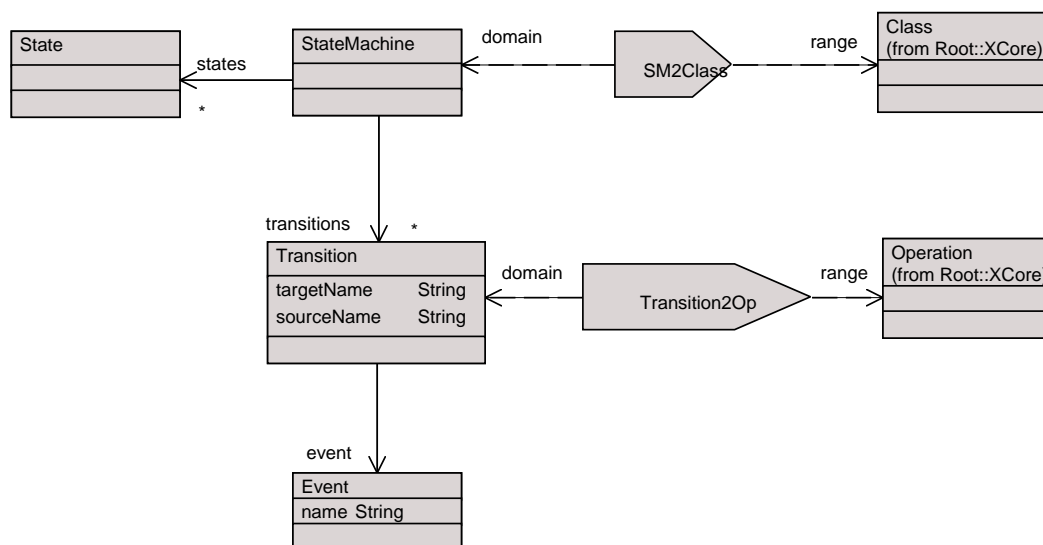 State
StateMachine
domain
SM2Class
range
Class
(from Root::XCore)
states
*
transitions
*
Transition
targetName String
sourceName String
domain
Transition2Op
range
Operation
(from Root::XCore)
event
Event
name String